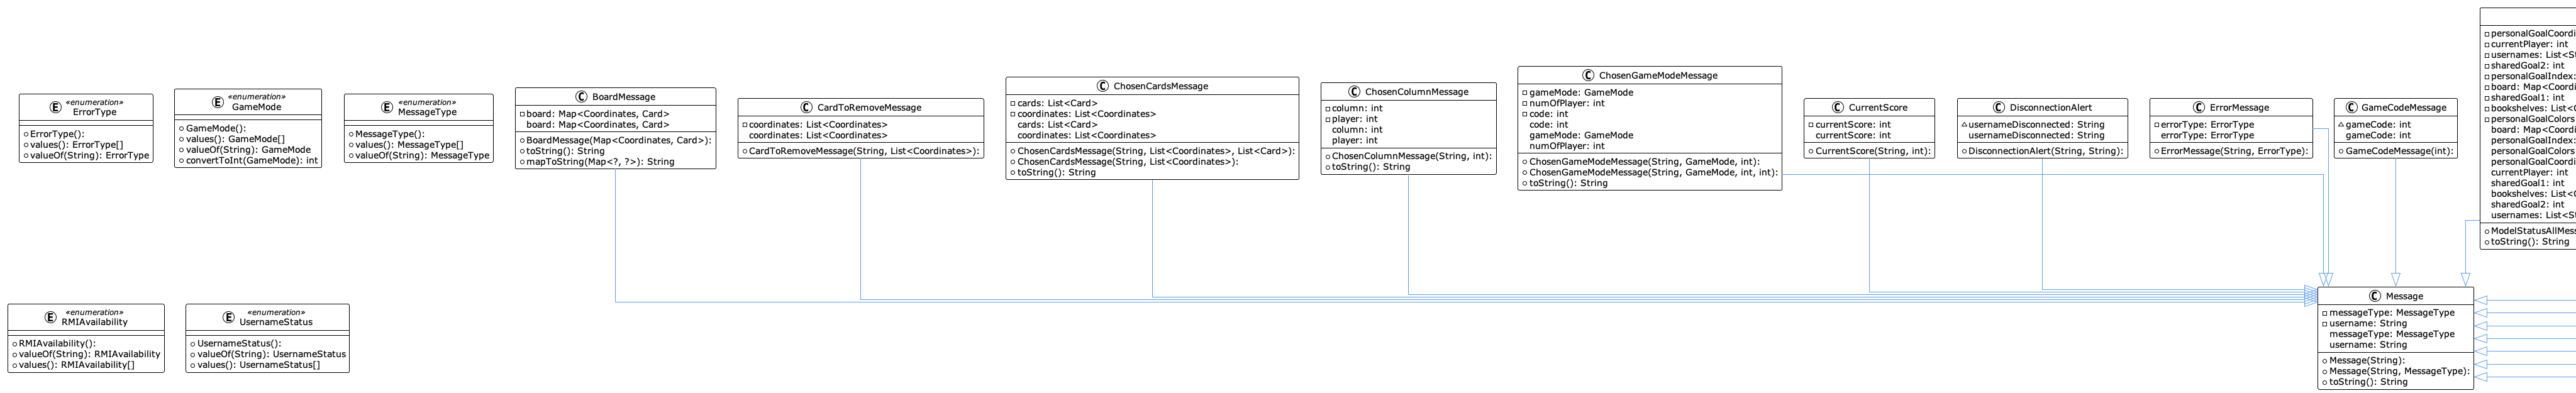 «enumeration»
ErrorType
ErrorType():
values(): ErrorType[]
valueOf(String): ErrorType
«enumeration»
GameMode
GameMode():
values(): GameMode[]
valueOf(String): GameMode
convertToInt(GameMode): int
«enumeration»
MessageType
MessageType():
values(): MessageType[]
valueOf(String): MessageType
BoardMessage
board: Map<Coordinates, Card>
board: Map<Coordinates, Card>
BoardMessage(Map<Coordinates, Card>):
toString(): String
mapToString(Map<?, ?>): String
CardToRemoveMessage
coordinates: List<Coordinates>
coordinates: List<Coordinates>
CardToRemoveMessage(String, List<Coordinates>):
ChosenCardsMessage
cards: List<Card>
coordinates: List<Coordinates>
cards: List<Card>
coordinates: List<Coordinates>
ChosenCardsMessage(String, List<Coordinates>, List<Card>):
ChosenCardsMessage(String, List<Coordinates>):
toString(): String
ChosenColumnMessage
column: int
player: int
column: int
player: int
ChosenColumnMessage(String, int):
toString(): String
ChosenGameModeMessage
gameMode: GameMode
numOfPlayer: int
code: int
code: int
gameMode: GameMode
numOfPlayer: int
ChosenGameModeMessage(String, GameMode, int):
ChosenGameModeMessage(String, GameMode, int, int):
toString(): String
CurrentScore
currentScore: int
currentScore: int
CurrentScore(String, int):
DisconnectionAlert
usernameDisconnected: String
usernameDisconnected: String
DisconnectionAlert(String, String):
ErrorMessage
errorType: ErrorType
errorType: ErrorType
ErrorMessage(String, ErrorType):
GameCodeMessage
gameCode: int
gameCode: int
GameCodeMessage(int):
personalGoalCoordi
currentPlayer: int
usernames: List<S
sharedGoal2: int
personalGoalIndex:
board: Map<Coordi
sharedGoal1: int
bookshelves: List<
personalGoalColors
board: Map<Coordi
personalGoalIndex:
personalGoalColors
personalGoalCoordi
currentPlayer: int
sharedGoal1: int
bookshelves: List<
sharedGoal2: int
usernames: List<S
ModelStatusAllMes
toString(): String
«enumeration»
RMIAvailability
RMIAvailability():
valueOf(String): RMIAvailability
values(): RMIAvailability[]
«enumeration»
UsernameStatus
UsernameStatus():
valueOf(String): UsernameStatus
values(): UsernameStatus[]
Message
messageType: MessageType
username: String
messageType: MessageType
username: String
Message(String):
Message(String, MessageType):
toString(): String